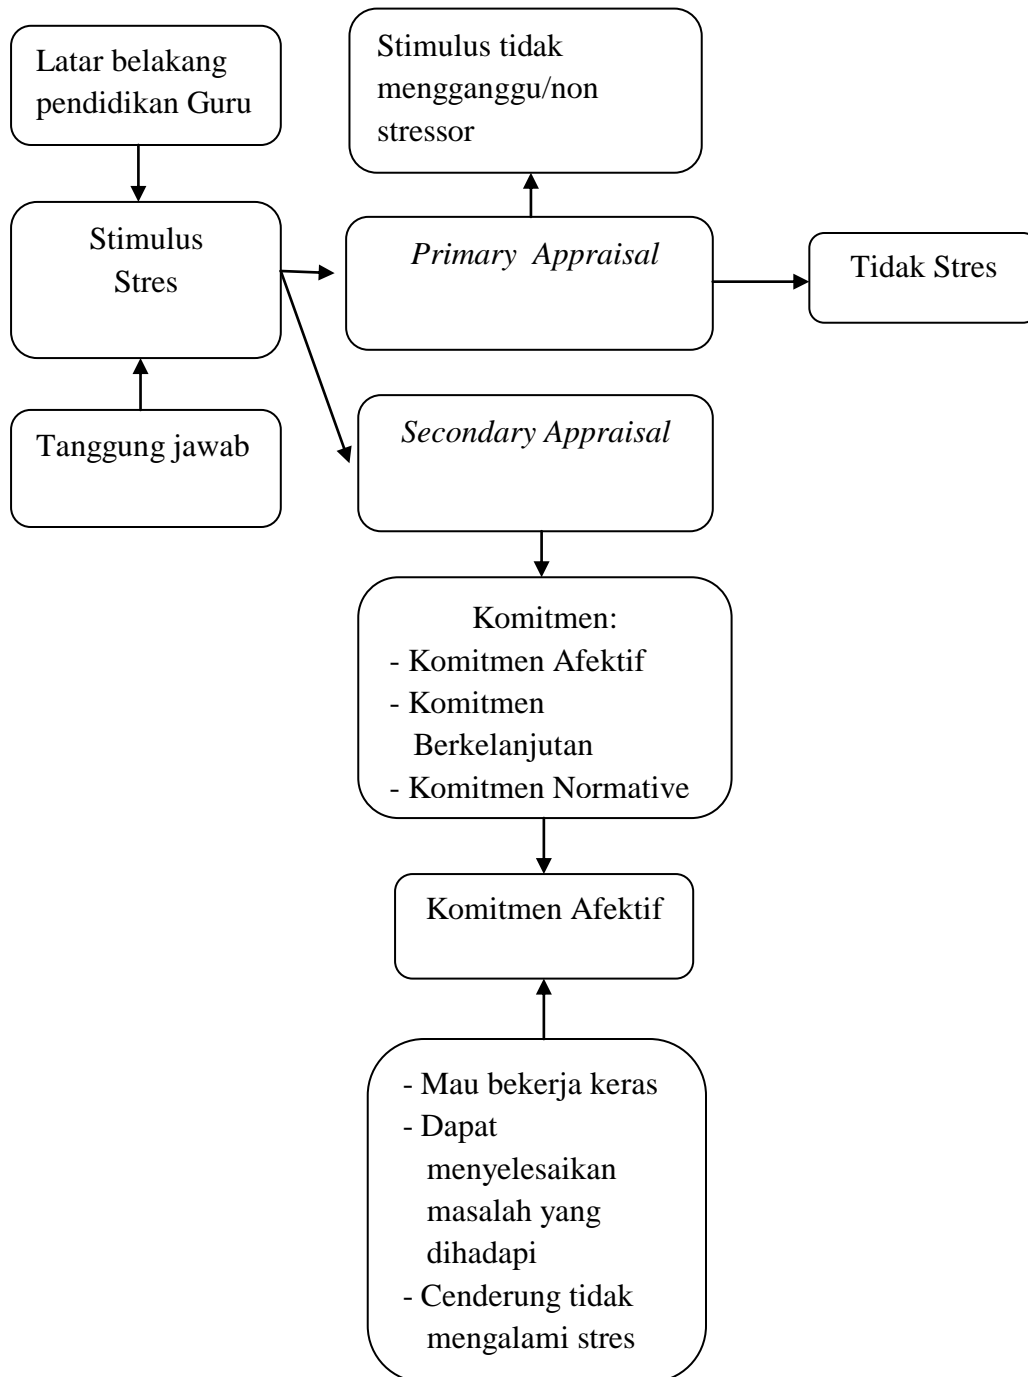 Latar belakang
pendidikan Guru
Stimulus tidak
mengganggu/non
stressor
Stimulus
Stres
Primary Appraisal
Tidak Stres
Tanggung jawab
Secondary Appraisal
Komitmen:
- Komitmen Afektif
- Komitmen
Berkelanjutan
- Komitmen Normative
Komitmen Afektif
- Mau bekerja keras
- Dapat
menyelesaikan
masalah yang
dihadapi
- Cenderung tidak
mengalami stres